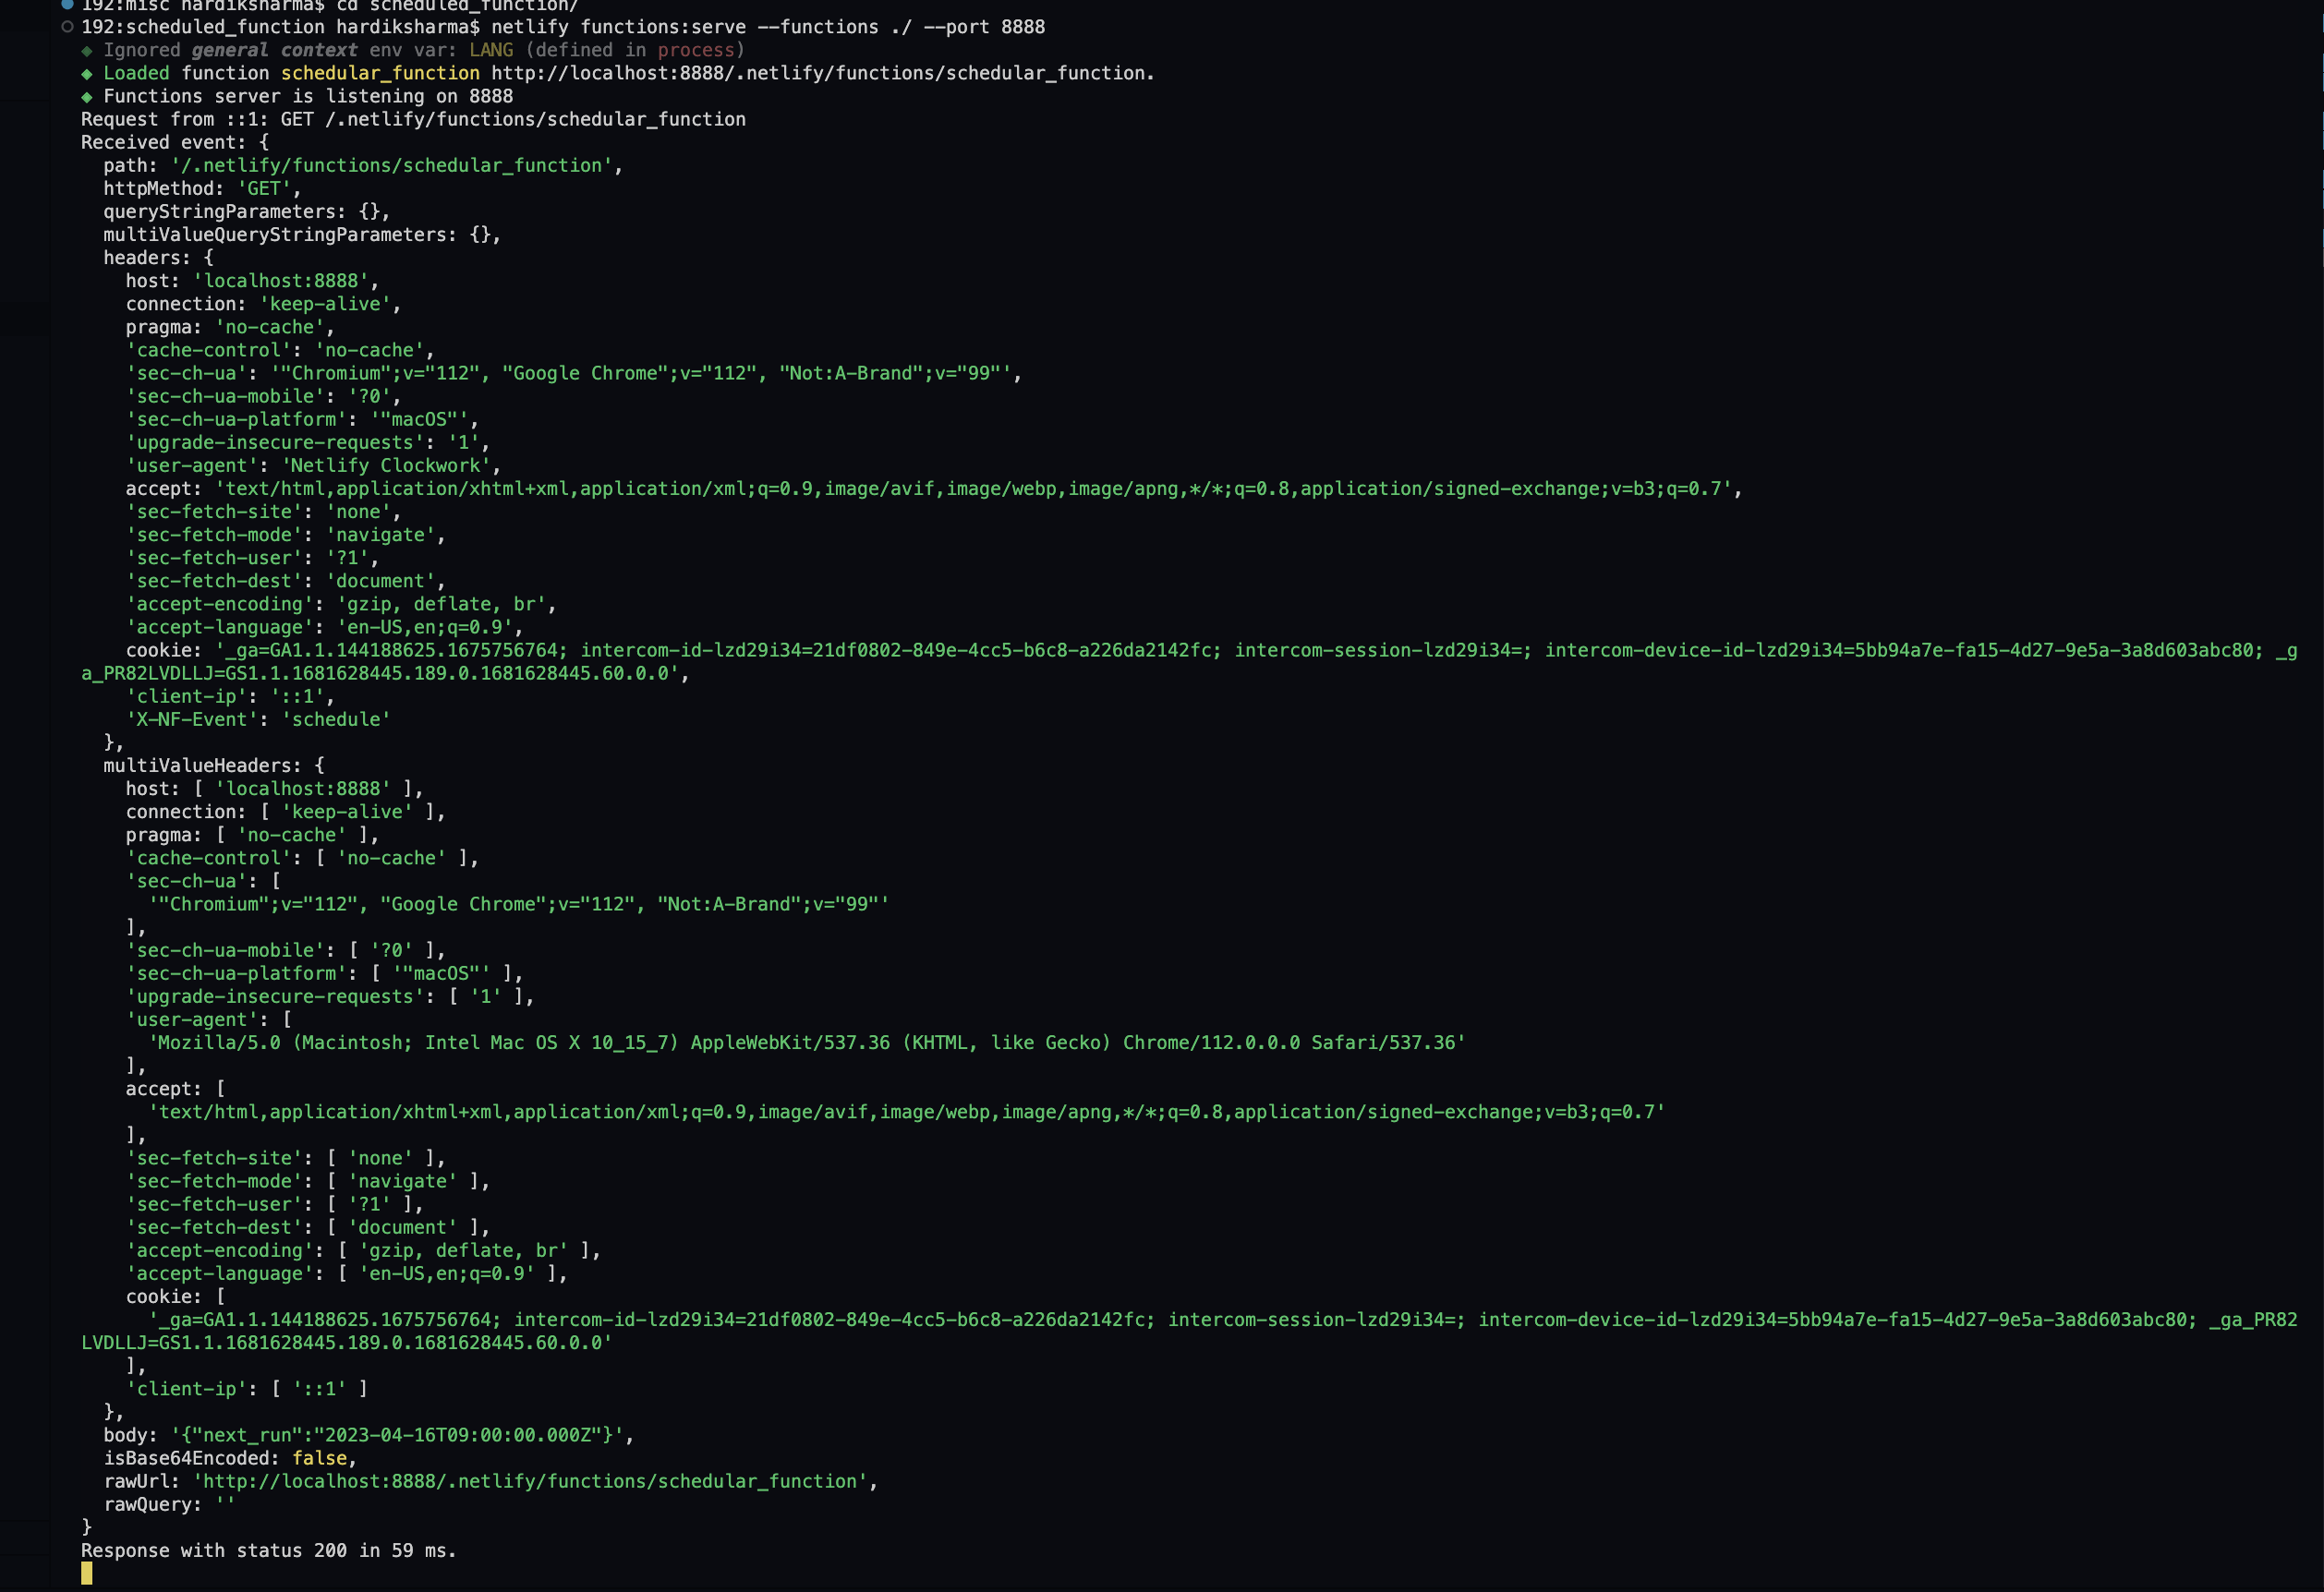 192:misc hardiksharma$ cd scheduled_function/
192:scheduled_function hardiksharma$ netlify functions:serve --functions ./ --port 8888
◈ Ignored general context env var: LANG (defined in process)
◈ Loaded function schedular_function http://localhost:8888/.netlify/functions/schedular_function.
◈ Functions server is listening on 8888
Request from ::1: GET /.netlify/functions/schedular_function
Received event: {
  path: '/.netlify/functions/schedular_function',
  httpMethod: 'GET',
  queryStringParameters: {},
  multiValueQueryStringParameters: {},
  headers: {
    host: 'localhost:8888',
    connection: 'keep-alive',
    pragma: 'no-cache',
    'cache-control': 'no-cache',
    'sec-ch-ua': '"Chromium";v="112", "Google Chrome";v="112", "Not:A-Brand";v="99"',
    'sec-ch-ua-mobile': '?0',
    'sec-ch-ua-platform': '"macOS"',
    'upgrade-insecure-requests': '1',
    'user-agent': 'Netlify Clockwork',
    accept: 'text/html,application/xhtml+xml,application/xml;q=0.9,image/avif,image/webp,image/apng,*/*;q=0.8,application/signed-exchange;v=b3;q=0.7',
    'sec-fetch-site': 'none',
    'sec-fetch-mode': 'navigate',
    'sec-fetch-user': '?1',
    'sec-fetch-dest': 'document',
    'accept-encoding': 'gzip, deflate, br',
    'accept-language': 'en-US,en;q=0.9',
    cookie: '_ga=GA1.1.144188625.1675756764; intercom-id-lzd29i34=21df0802-849e-4cc5-b6c8-a226da2142fc; intercom-session-lzd29i34=; intercom-device-id-lzd29i34=5bb94a7e-fa15-4d27-9e5a-3a8d603abc80; _g
a_PR82LVDLLJ=GS1.1.1681628445.189.0.1681628445.60.0.0',
    'client-ip': '::1',
    'X-NF-Event': 'schedule'
  },
  multiValueHeaders: {
    host: [ 'localhost:8888' ],
    connection: [ 'keep-alive' ],
    pragma: [ 'no-cache' ],
    'cache-control': [ 'no-cache' ],
    'sec-ch-ua': [
      '"Chromium";v="112", "Google Chrome";v="112", "Not:A-Brand";v="99"'
    ],
    'sec-ch-ua-mobile': [ '?0' ],
    'sec-ch-ua-platform': [ '"macOS"' ],
    'upgrade-insecure-requests': [ '1' ],
    'user-agent': [
      'Mozilla/5.0 (Macintosh; Intel Mac OS X 10_15_7) AppleWebKit/537.36 (KHTML, like Gecko) Chrome/112.0.0.0 Safari/537.36'
    ],
    accept: [
      'text/html,application/xhtml+xml,application/xml;q=0.9,image/avif,image/webp,image/apng,*/*;q=0.8,application/signed-exchange;v=b3;q=0.7'
    ],
    'sec-fetch-site': [ 'none' ],
    'sec-fetch-mode': [ 'navigate' ],
    'sec-fetch-user': [ '?1' ],
    'sec-fetch-dest': [ 'document' ],
    'accept-encoding': [ 'gzip, deflate, br' ],
    'accept-language': [ 'en-US,en;q=0.9' ],
    cookie: [
      '_ga=GA1.1.144188625.1675756764; intercom-id-lzd29i34=21df0802-849e-4cc5-b6c8-a226da2142fc; intercom-session-lzd29i34=; intercom-device-id-lzd29i34=5bb94a7e-fa15-4d27-9e5a-3a8d603abc80; _ga_PR82
LVDLLJ=GS1.1.1681628445.189.0.1681628445.60.0.0'
    ],
    'client-ip': [ '::1' ]
  },
  body: '{"next_run":"2023-04-16T09:00:00.000Z"}',
  isBase64Encoded: false,
  rawUrl: 'http://localhost:8888/.netlify/functions/schedular_function',
  rawQuery: ''
}
Response with status 200 in 59 ms.